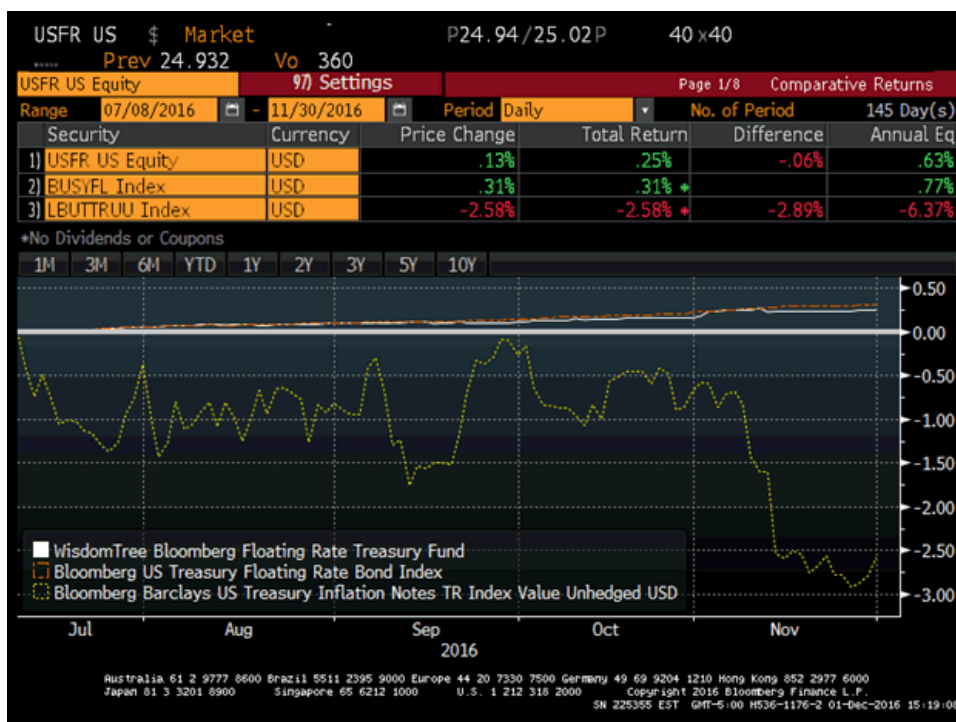 USFR US $ Market P24.94/25.02P 40×40
Prev 24.932 Vo 360
USFR US Equity 97) Settings Page 1/8 Comparative Returns
Range 07/08/2016 - 11/30/2016 Period Daily No. of Period 145 Day(s)
Security Currency Price Change Total Return Difference Annual Eq
1) USFR US Equity USD .13% .25% -.06% .63%
2) BUSYFL Index USD .31% .31% * .77%
3) LBUTTRUU Index USD -2.58% -2.58% * -2.89% -6.37%
*No Dividends or Coupons
1M 3M 6M YTD 1Y 2Y 3Y 5Y 10Y
0.50
0.00
-0.50
-1.00
-1.50
-2.00
-2.50
-3.00
WisdomTree Bloomberg Floating Rate Treasury Fund
Bloomberg US Treasury Floating Rate Bond Index
Bloomberg Barclays US Treasury Inflation Notes TR Index Value Unhedged USD
Jul Aug Sep Oct Nov
2016
Australia 61 2 9777 8600 Brazil 5511 2395 9000 Europe 44 20 7330 7500 Germany 49 69 9204 1210 Hong Kong 852 2977 6000
Japan 81 3 3201 8900 Singapore 65 6212 1000 U.S. 1 212 318 2000 Copyright 2016 Bloomberg Finance L.P.
SN 225355 EST GMT-5:00 H536-1176-2 01-Dec-2016 15:19:08